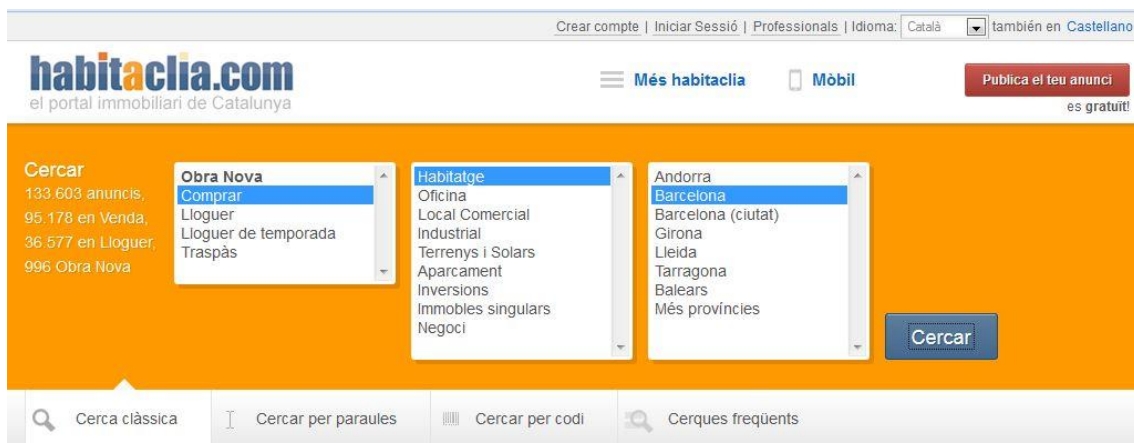 Crear compte | Iniciar Sessió | Professionals | Idioma: Català también en Castellano
habitaclia.com
el portal immobiliari de Catalunya
Més habitaclia
Mòbil
Publica el teu anunci
es gratuït!
Cercar
133.603 anuncis,
95.178 en Venda,
36.577 en Lloguer,
996 Obra Nova
Obra Nova
Comprar
Lloguer
Lloguer de temporada
Traspàs
Habitatge
Oficina
Local Comercial
Industrial
Terrenys i Solars
Aparcament
Inversions
Immobles singulars
Negoci
Andorra
Barcelona
Barcelona (ciutat)
Girona
Lleida
Tarragona
Balears
Més províncies
Cercar
Cerca clàssica
Cercar per paraules
Cercar per codi
Cerques freqüents